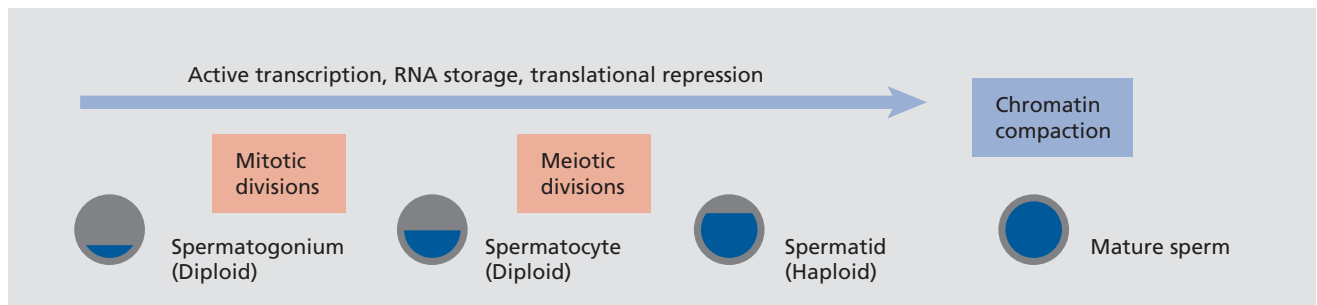 Active transcription, RNA storage, translational repression
Chromatin
compaction
Mitotic
divisions
Meiotic
divisions
Spermatogonium
(Diploid)
Spermatocyte
(Diploid)
Spermatid
(Haploid)
Mature sperm